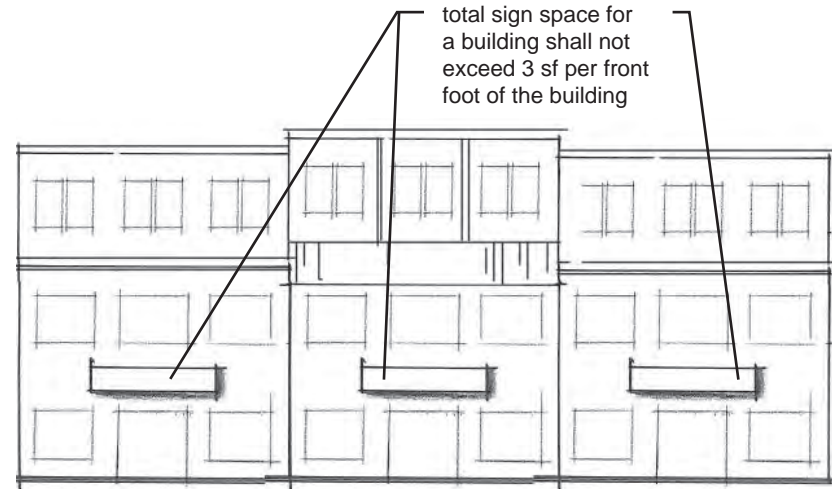 total sign space for
a building shall not
exceed 3 sf per front
foot of the building